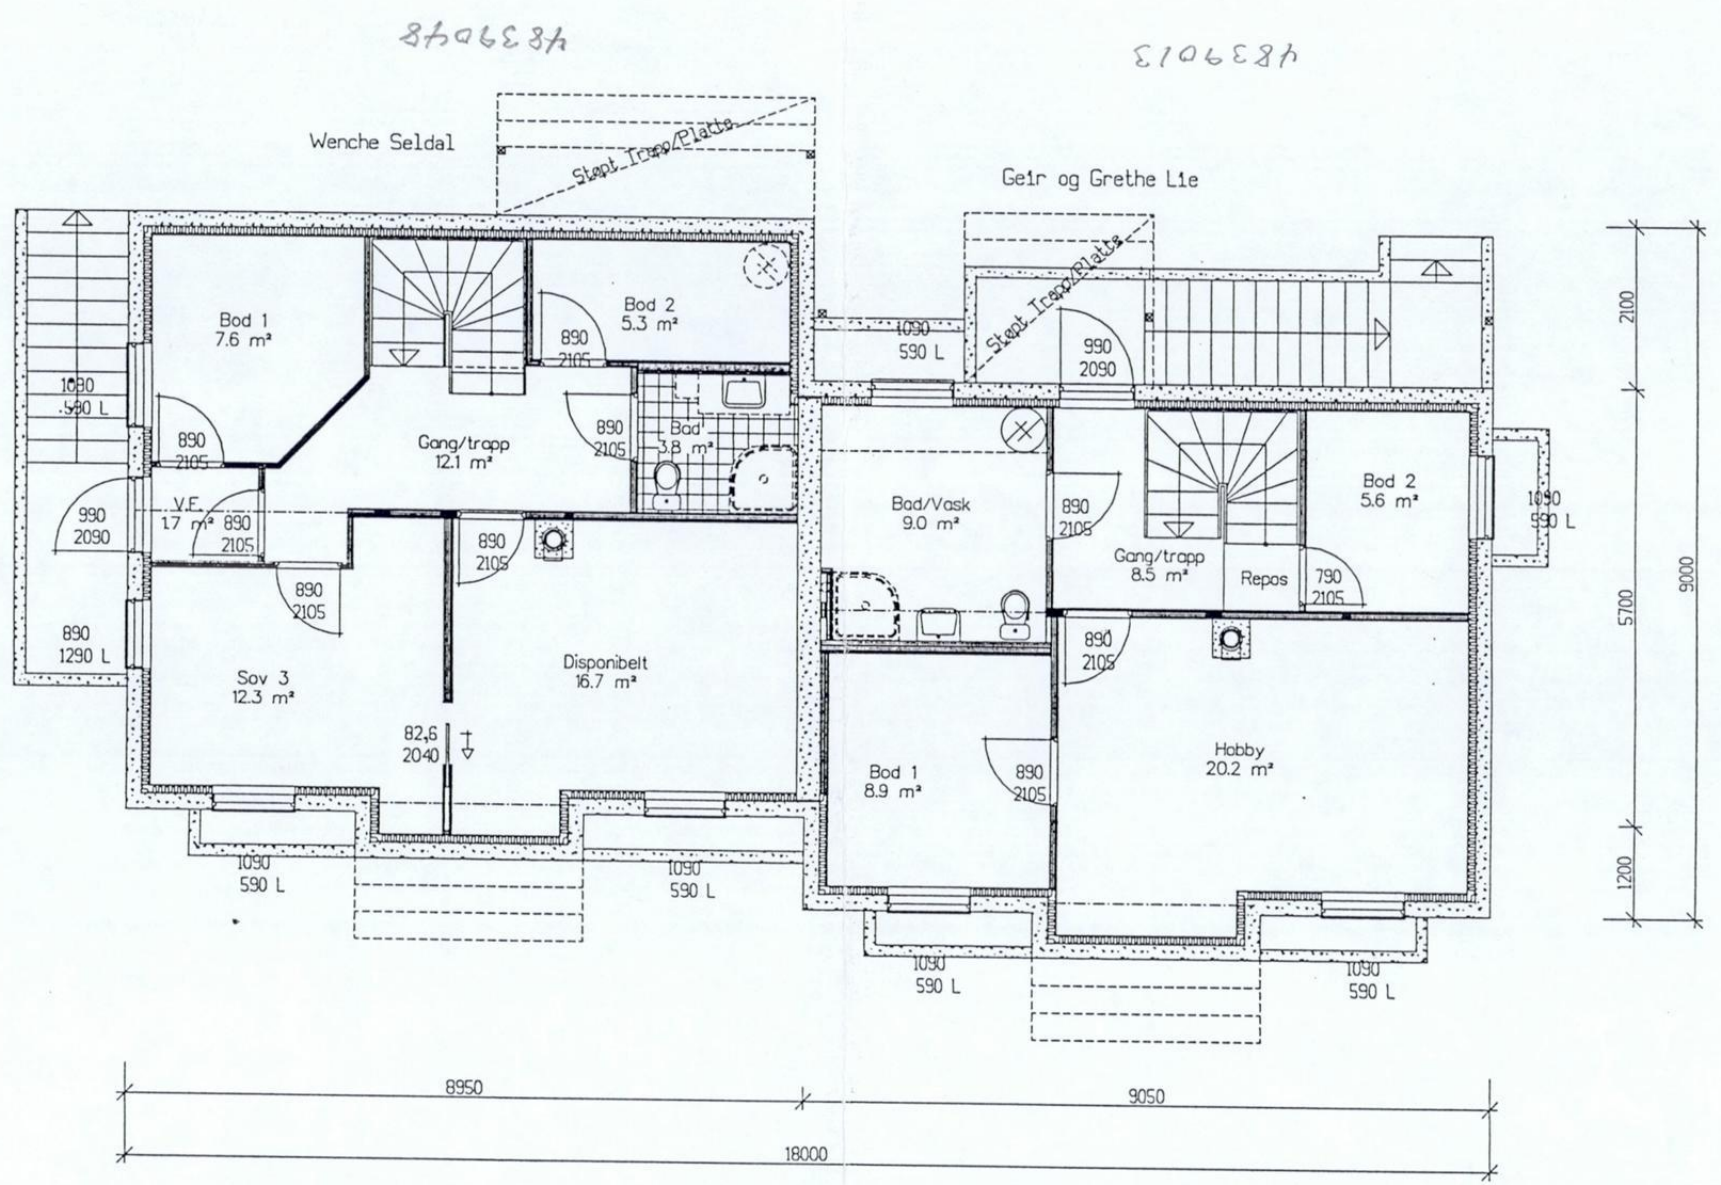 4839048
4839013
Wenche Seldal
Støpt Trapp/Platte
Geir og Grethe Lie
Støpt Trapp/Platte
Bod 1
7.6 m²
Bod 2
5.3 m²
890
2105
1090
590 L
890
2105
Gang/trapp
12.1 m²
890
2105
Bad
3.8 m²
V.F.
1.7 m²
990
2090
890
2105
890
2105
890
2105
890
1290 L
Sov 3
12.3 m²
Disponibelt
16.7 m²
82,6
2040
1090
590 L
1090
590 L
1090
590 L
990
2090
Bad/Vask
9.0 m²
890
2105
Gang/trapp
8.5 m²
Repos
Bod 2
5.6 m²
790
2105
1090
590 L
890
2105
Bod 1
8.9 m²
890
2105
Hobby
20.2 m²
1090
590 L
1090
590 L
2100
5700
1200
9000
8950
9050
18000